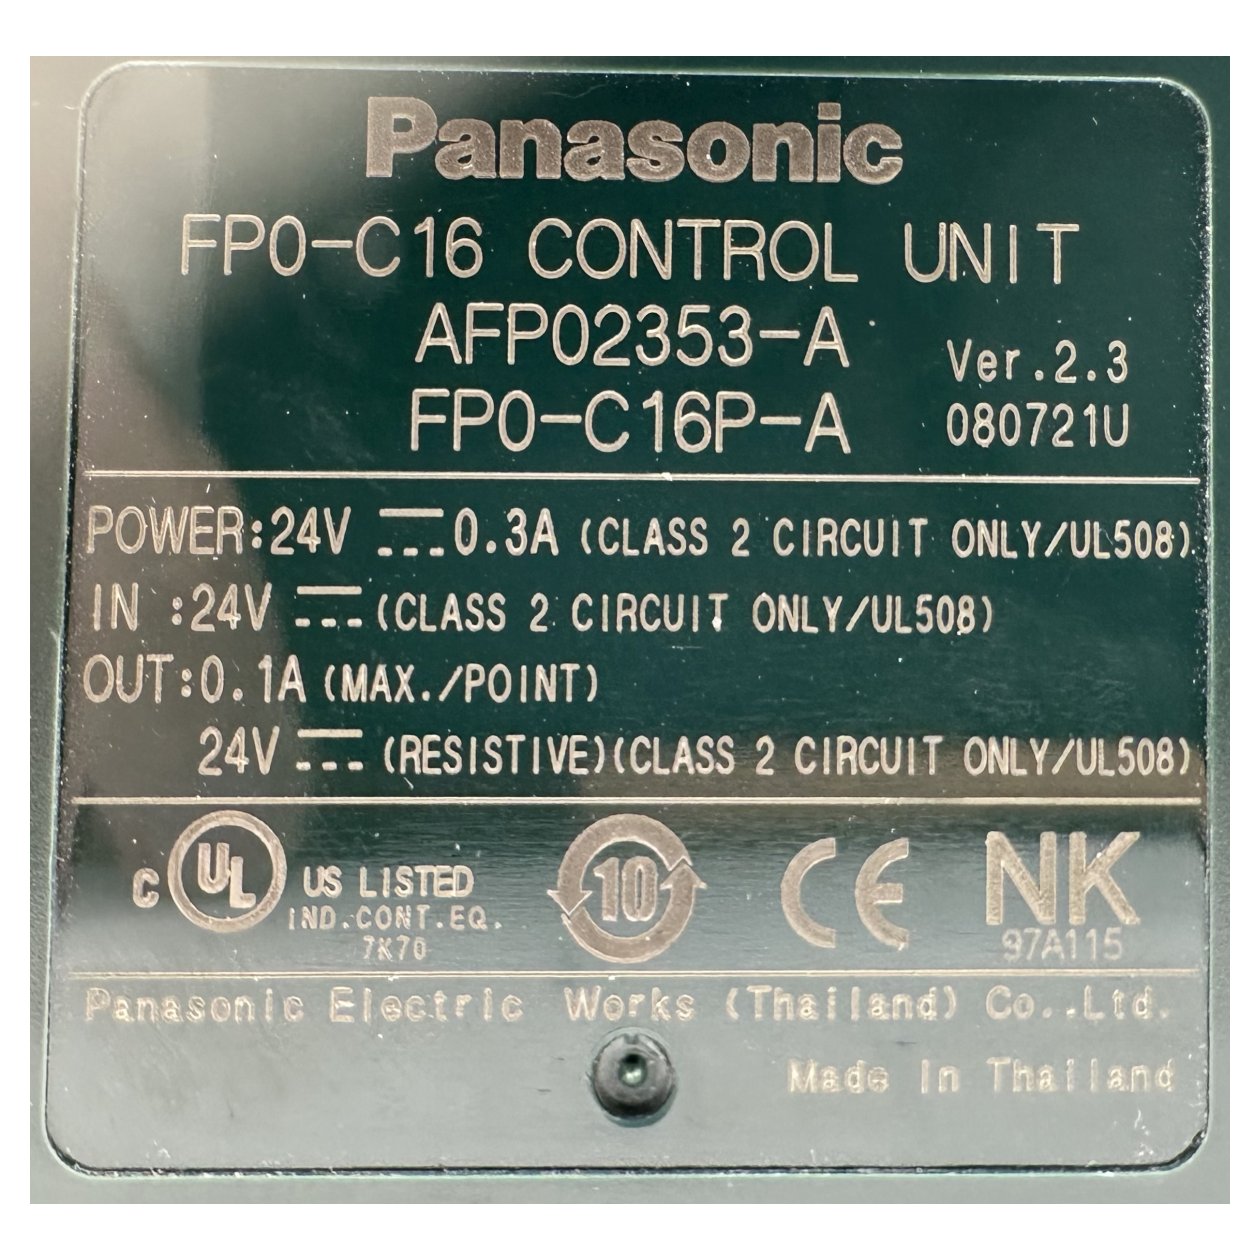 Panasonic
FP0-C16 CONTROL UNIT
AFP02353-A
Ver.2.3
FP0-C16P-A
080721U
POWER:24V ⎓0.3A (CLASS 2 CIRCUIT ONLY/UL508)
IN :24V ⎓(CLASS 2 CIRCUIT ONLY/UL508)
OUT:0.1A (MAX./POINT)
24V ⎓ (RESISTIVE)(CLASS 2 CIRCUIT ONLY/UL508)
C UL US LISTED
IND.CONT.EQ.
7K70
10
CE
NK
97A115
Panasonic Electric Works (Thailand) Co.,Ltd.
Made in Thailand